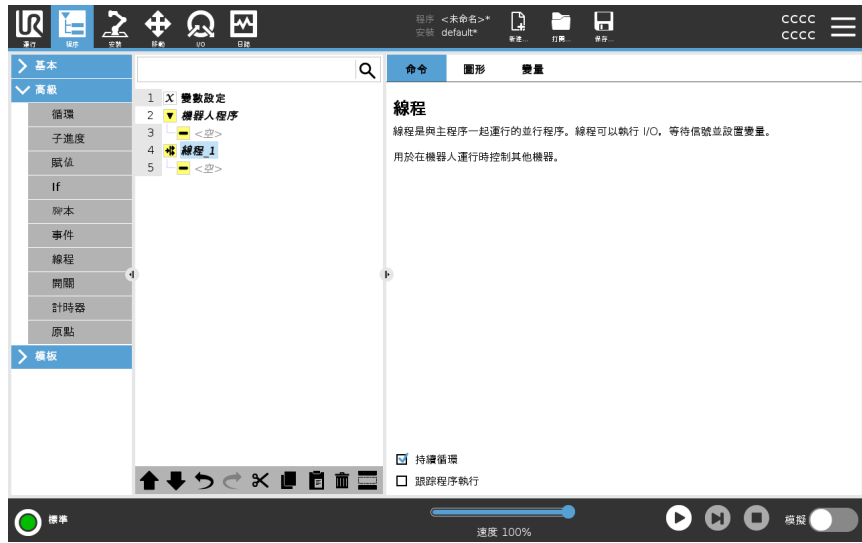 程序 <未命名>*
安裝 default*
新建... 打開... 保存...
cccc
cccc
運行 程序 安裝 移動 I/O 日誌
基本
高級
循環
子進度
賦值
If
腳本
事件
線程
開關
計時器
原點
模板
1 X 變數設定
2 機器人程序
3 <空>
4 線程_1
5 <空>
命令 圖形 變量
線程
線程是與主程序一起運行的並行程序。線程可以執行 I/O，等待信號並設置變量。
用於在機器人運行時控制其他機器。
持續循環
跟踪程序執行
標準
速度 100%
模擬